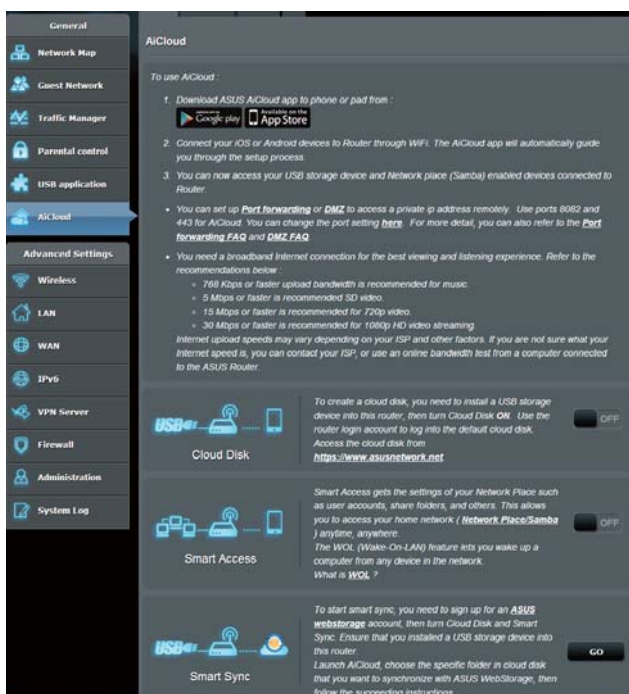 General
Network Map
Guest Network
Traffic Manager
Parental control
USB application
AiCloud
Advanced Settings
Wireless
LAN
WAN
IPv6
VPN Server
Firewall
Administration
System Log
AiCloud
To use AiCloud :
1. Download ASUS AiCloud app to phone or pad from :
Google play
Available on the
App Store
2. Connect your iOS or Android devices to Router through WiFi. The AiCloud app will automatically guide
you through the setup process.
3. You can now access your USB storage device and Network place (Samba) enabled devices connected to
Router.
• You can set up Port forwarding or DMZ to access a private ip address remotely. Use ports 8082 and
443 for AiCloud. You can change the port setting here. For more detail, you can also refer to the Port
forwarding FAQ and DMZ FAQ
• You need a broadband Internet connection for the best viewing and listening experience. Refer to the
recommendations below :
768 Kbps or faster upload bandwidth is recommended for music.
5 Mbps or faster is recommended SD video.
15 Mbps or faster is recommended for 720p video.
30 Mbps or faster is recommended for 1080p HD video streaming.
Internet upload speeds may vary depending on your ISP and other factors. If you are not sure what your
Internet speed is, you can contact your ISP, or use an online bandwidth test from a computer connected
to the ASUS Router.
USB
Cloud Disk
To create a cloud disk, you need to install a USB storage
device into this router, then turn Cloud Disk ON. Use the
router login account to log into the default cloud disk.
Access the cloud disk from
https://www.asusnetwork.net
OFF
Smart Access
Smart Access gets the settings of your Network Place such
as user accounts, share folders, and others. This allows
you to access your home network ( Network Place/Samba
) anytime, anywhere.
The WOL (Wake-On-LAN) feature lets you wake up a
computer from any device in the network.
What is WOL ?
OFF
USB
Smart Sync
To start smart sync, you need to sign up for an ASUS
webstorage account, then turn Cloud Disk and Smart
Sync. Ensure that you installed a USB storage device into
this router.
Launch AiCloud, choose the specific folder in cloud disk
that you want to synchronize with ASUS WebStorage, then
follow the succeeding instructions.
GO